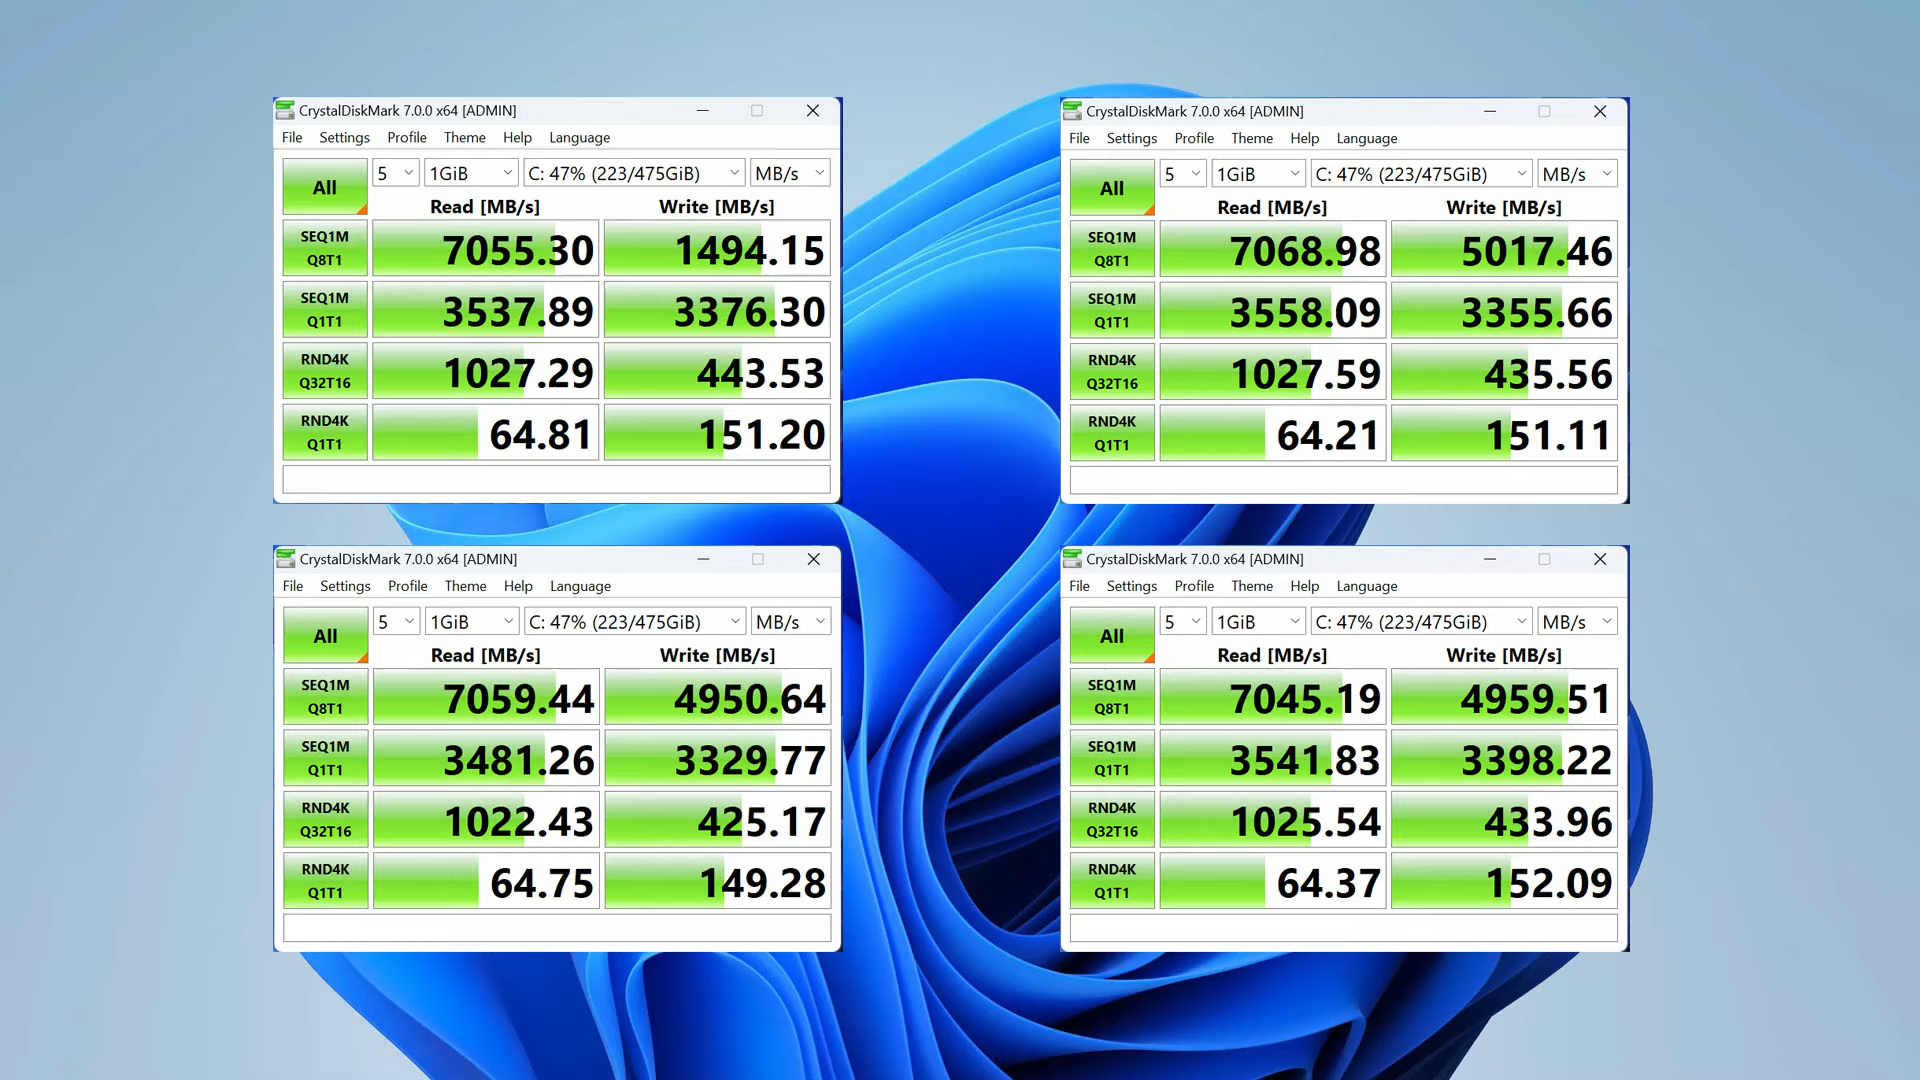 CrystalDiskMark 7.0.0 x64 [ADMIN]
File Settings Profile Theme Help Language
All 5 1GiB C: 47% (223/475GiB) MB/s
Read [MB/s] Write [MB/s]
SEQ1M Q8T1 7055.30 1494.15
SEQ1M Q1T1 3537.89 3376.30
RND4K Q32T16 1027.29 443.53
RND4K Q1T1 64.81 151.20
CrystalDiskMark 7.0.0 x64 [ADMIN]
File Settings Profile Theme Help Language
All 5 1GiB C: 47% (223/475GiB) MB/s
Read [MB/s] Write [MB/s]
SEQ1M Q8T1 7068.98 5017.46
SEQ1M Q1T1 3558.09 3355.66
RND4K Q32T16 1027.59 435.56
RND4K Q1T1 64.21 151.11
CrystalDiskMark 7.0.0 x64 [ADMIN]
File Settings Profile Theme Help Language
All 5 1GiB C: 47% (223/475GiB) MB/s
Read [MB/s] Write [MB/s]
SEQ1M Q8T1 7059.44 4950.64
SEQ1M Q1T1 3481.26 3329.77
RND4K Q32T16 1022.43 425.17
RND4K Q1T1 64.75 149.28
CrystalDiskMark 7.0.0 x64 [ADMIN]
File Settings Profile Theme Help Language
All 5 1GiB C: 47% (223/475GiB) MB/s
Read [MB/s] Write [MB/s]
SEQ1M Q8T1 7045.19 4959.51
SEQ1M Q1T1 3541.83 3398.22
RND4K Q32T16 1025.54 433.96
RND4K Q1T1 64.37 152.09